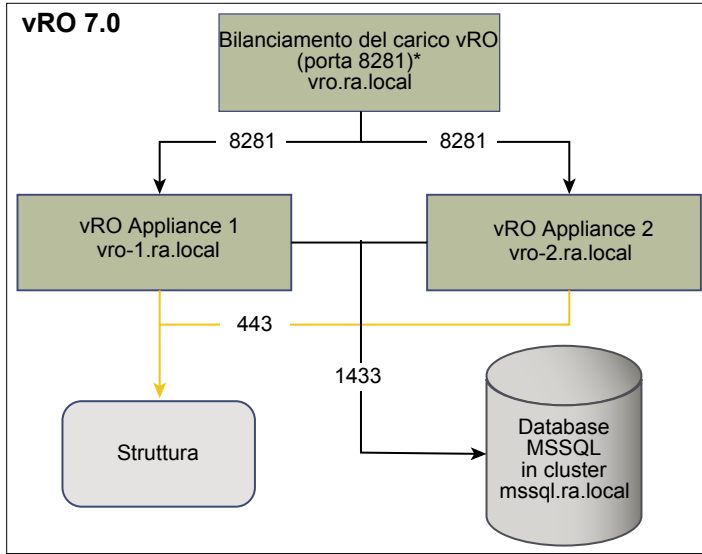 vRO 7.0
Bilanciamento del carico vRO
(porta 8281)*
vro.ra.local
8281
8281
vRO Appliance 1
vro-1.ra.local
vRO Appliance 2
vro-2.ra.local
443
1433
Struttura
Database
MSSQL
in cluster
mssql.ra.local